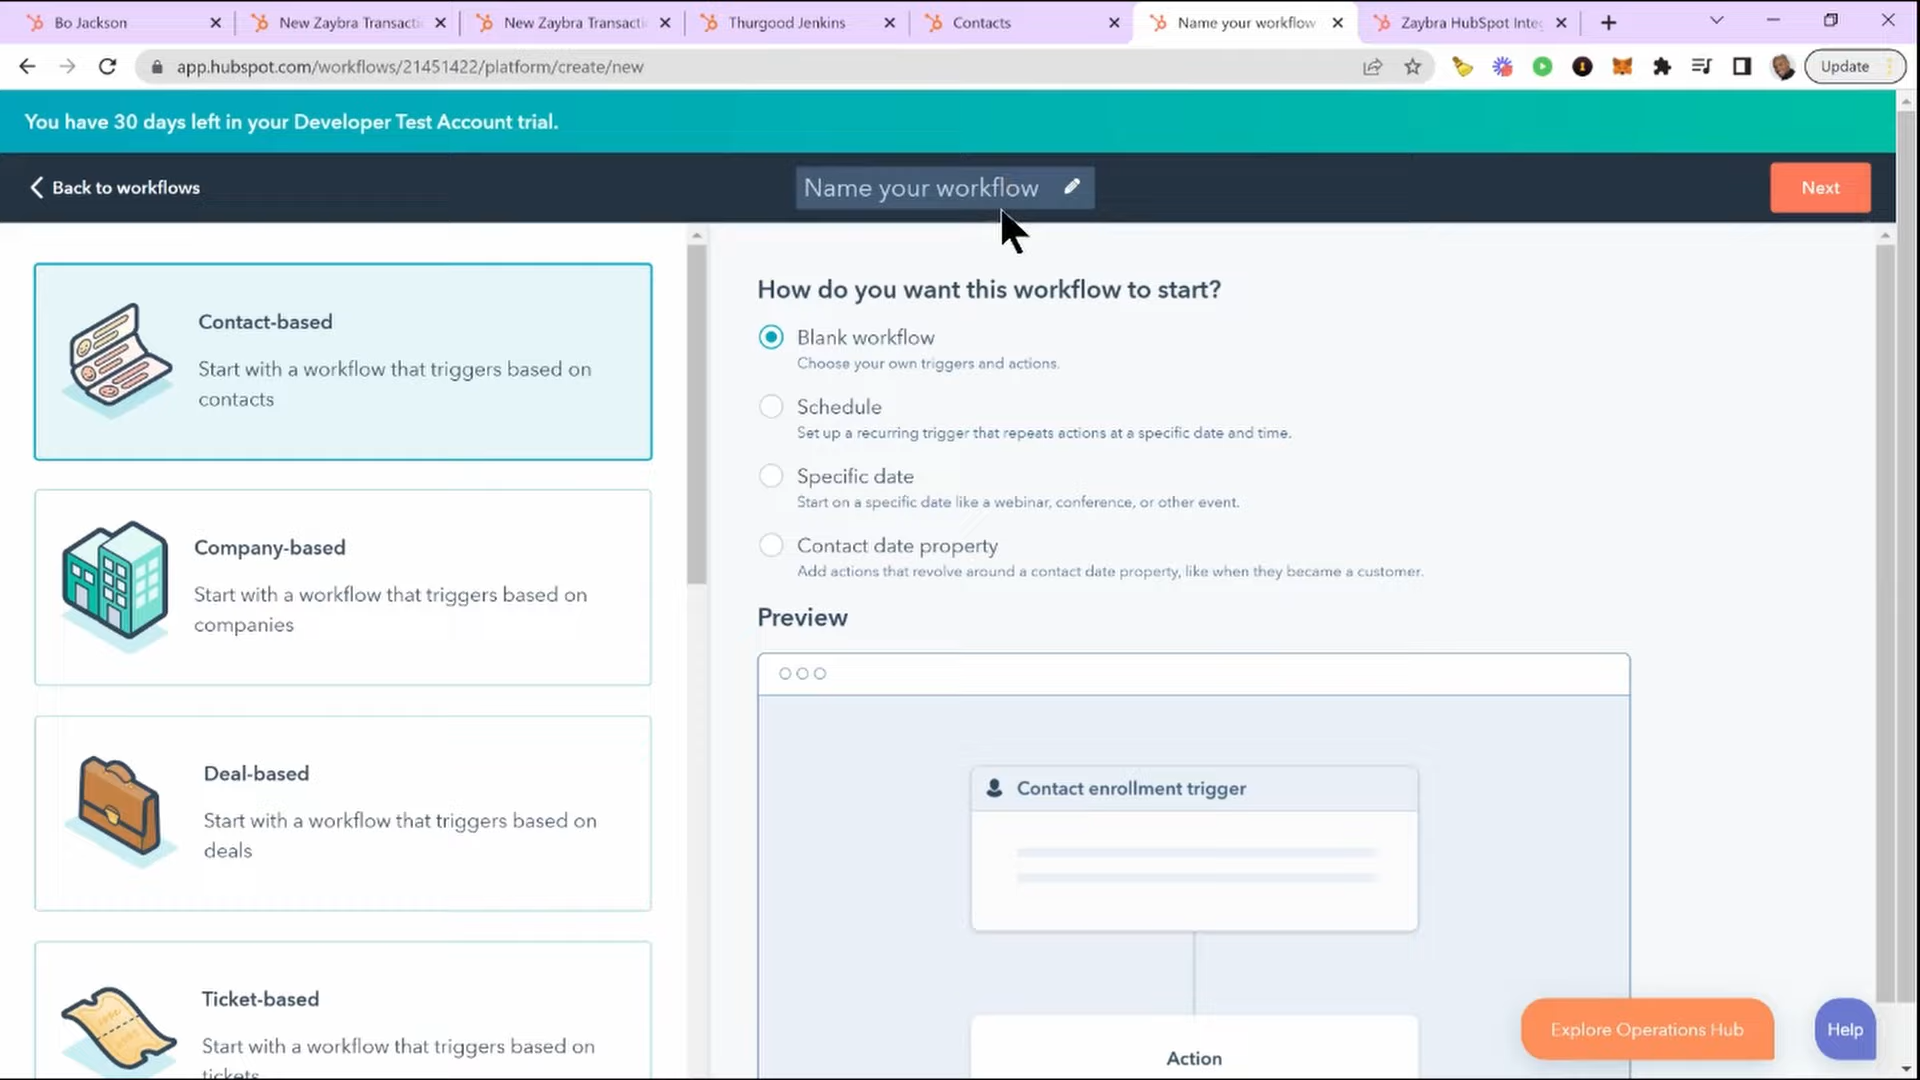 Bo Jackson
New Zaybra Transacti
New Zaybra Transacti
Thurgood Jenkins
Contacts
Name your workflow
Zaybra HubSpot Inte
app.hubspot.com/workflows/21451422/platform/create/new
Update
You have 30 days left in your Developer Test Account trial.
Back to workflows
Name your workflow
Next
Contact-based
Start with a workflow that triggers based on
contacts
Company-based
Start with a workflow that triggers based on
companies
Deal-based
Start with a workflow that triggers based on
deals
Ticket-based
Start with a workflow that triggers based on
tickets
How do you want this workflow to start?
Blank workflow
Choose your own triggers and actions.
Schedule
Set up a recurring trigger that repeats actions at a specific date and time.
Specific date
Start on a specific date like a webinar, conference, or other event.
Contact date property
Add actions that revolve around a contact date property, like when they became a customer.
Preview
Contact enrollment trigger
Action
Explore Operations Hub
Help